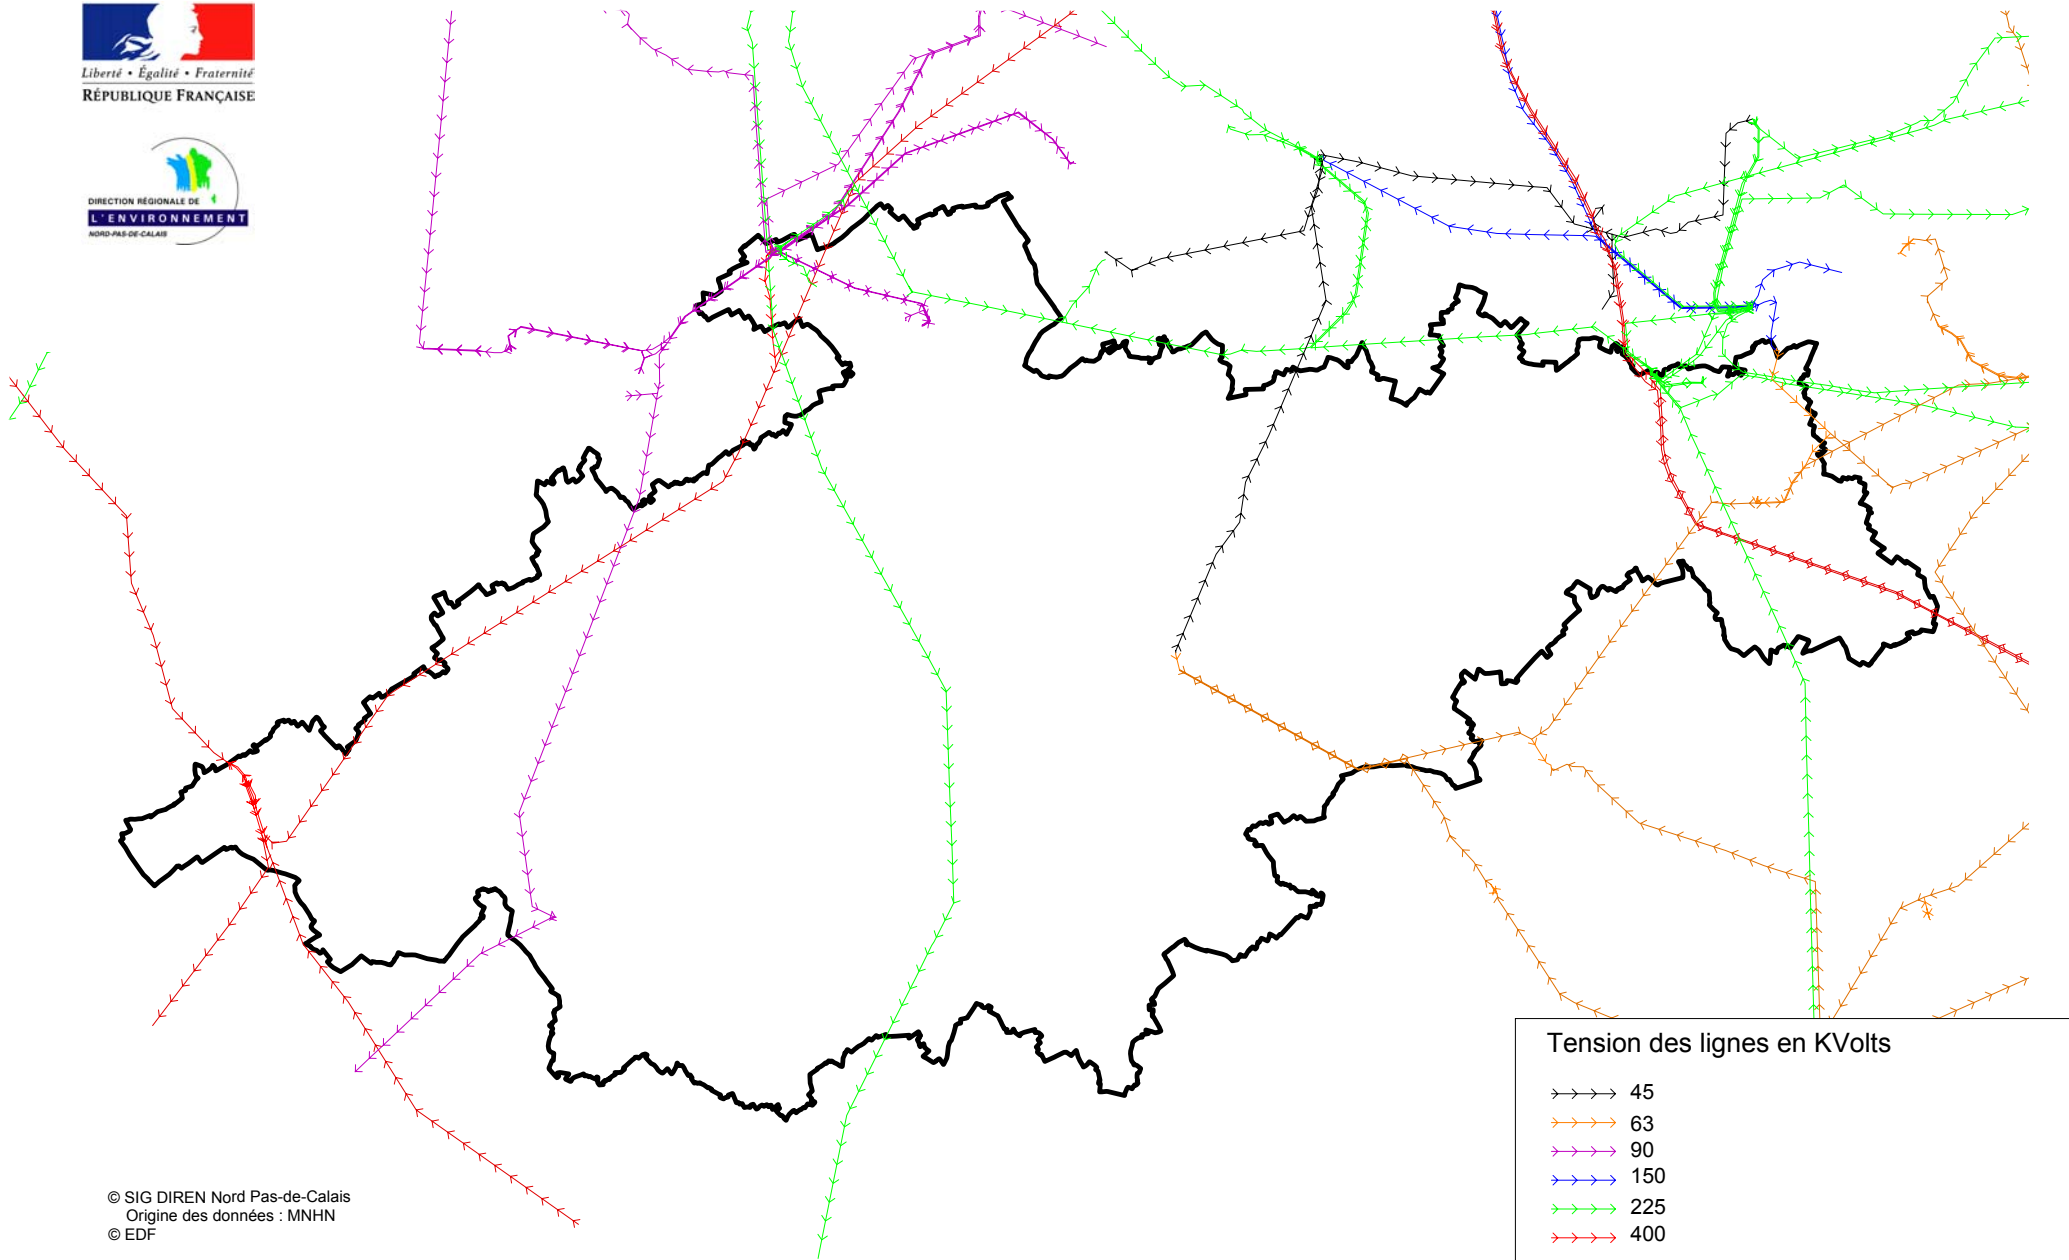 Liberté • Égalité • Fraternité
RÉPUBLIQUE FRANÇAISE
DIRECTION RÉGIONALE DE
L'ENVIRONNEMENT
NORD-PAS-DE-CALAIS
Tension des lignes en KVolts
45
63
90
150
225
400
© SIG DIREN Nord Pas-de-Calais
Origine des données : MNHN
© EDF